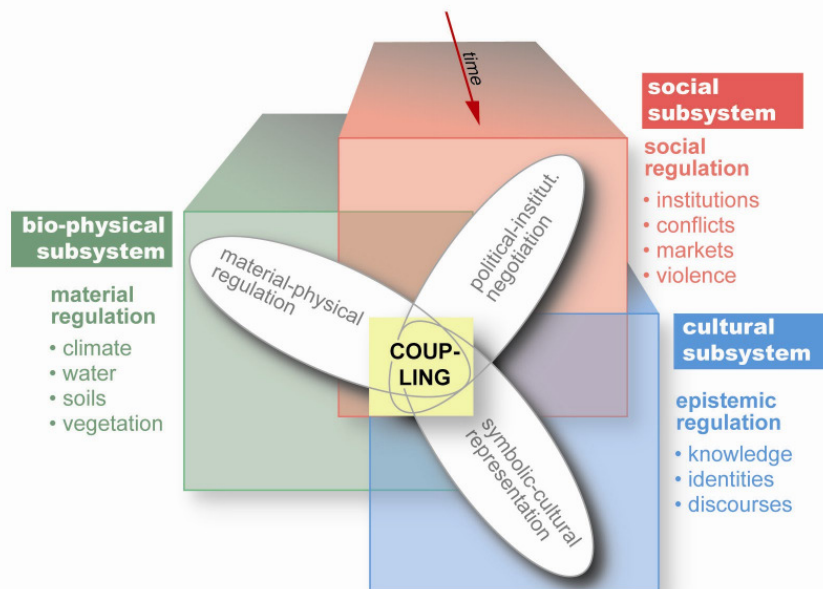 time
social
subsystem
social
regulation
• institutions
• conflicts
• markets
• violence
bio-physical
subsystem
material
regulation
• climate
• water
• soils
• vegetation
material-physical
regulation
political-institut.
negotiation
COUP-
LING
symbolic-cultural
representation
cultural
subsystem
epistemic
regulation
• knowledge
• identities
• discourses